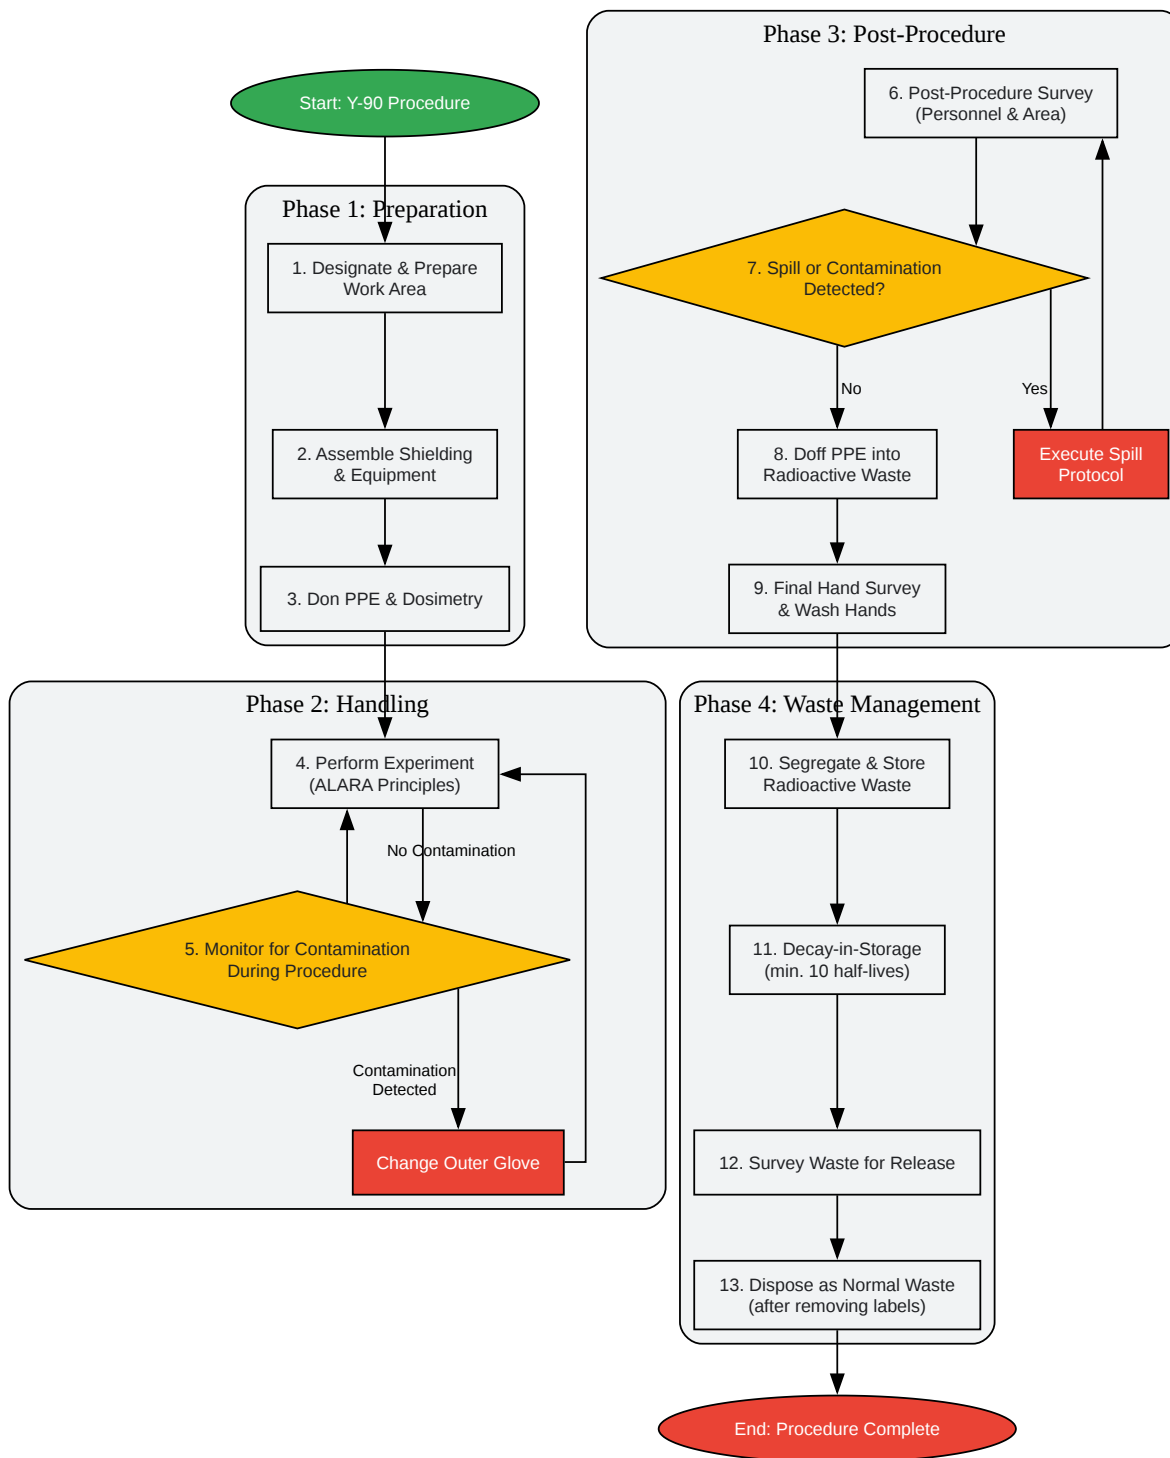 Start: Y-90 Procedure
Phase 1: Preparation
1. Designate & Prepare
Work Area
2. Assemble Shielding
& Equipment
3. Don PPE & Dosimetry
Phase 2: Handling
4. Perform Experiment
(ALARA Principles)
No Contamination
5. Monitor for Contamination
During Procedure
Contamination
Detected
Change Outer Glove
Phase 3: Post-Procedure
6. Post-Procedure Survey
(Personnel & Area)
7. Spill or Contamination
Detected?
No
Yes
8. Doff PPE into
Radioactive Waste
Execute Spill
Protocol
9. Final Hand Survey
& Wash Hands
Phase 4: Waste Management
10. Segregate & Store
Radioactive Waste
11. Decay-in-Storage
(min. 10 half-lives)
12. Survey Waste for Release
13. Dispose as Normal Waste
(after removing labels)
End: Procedure Complete